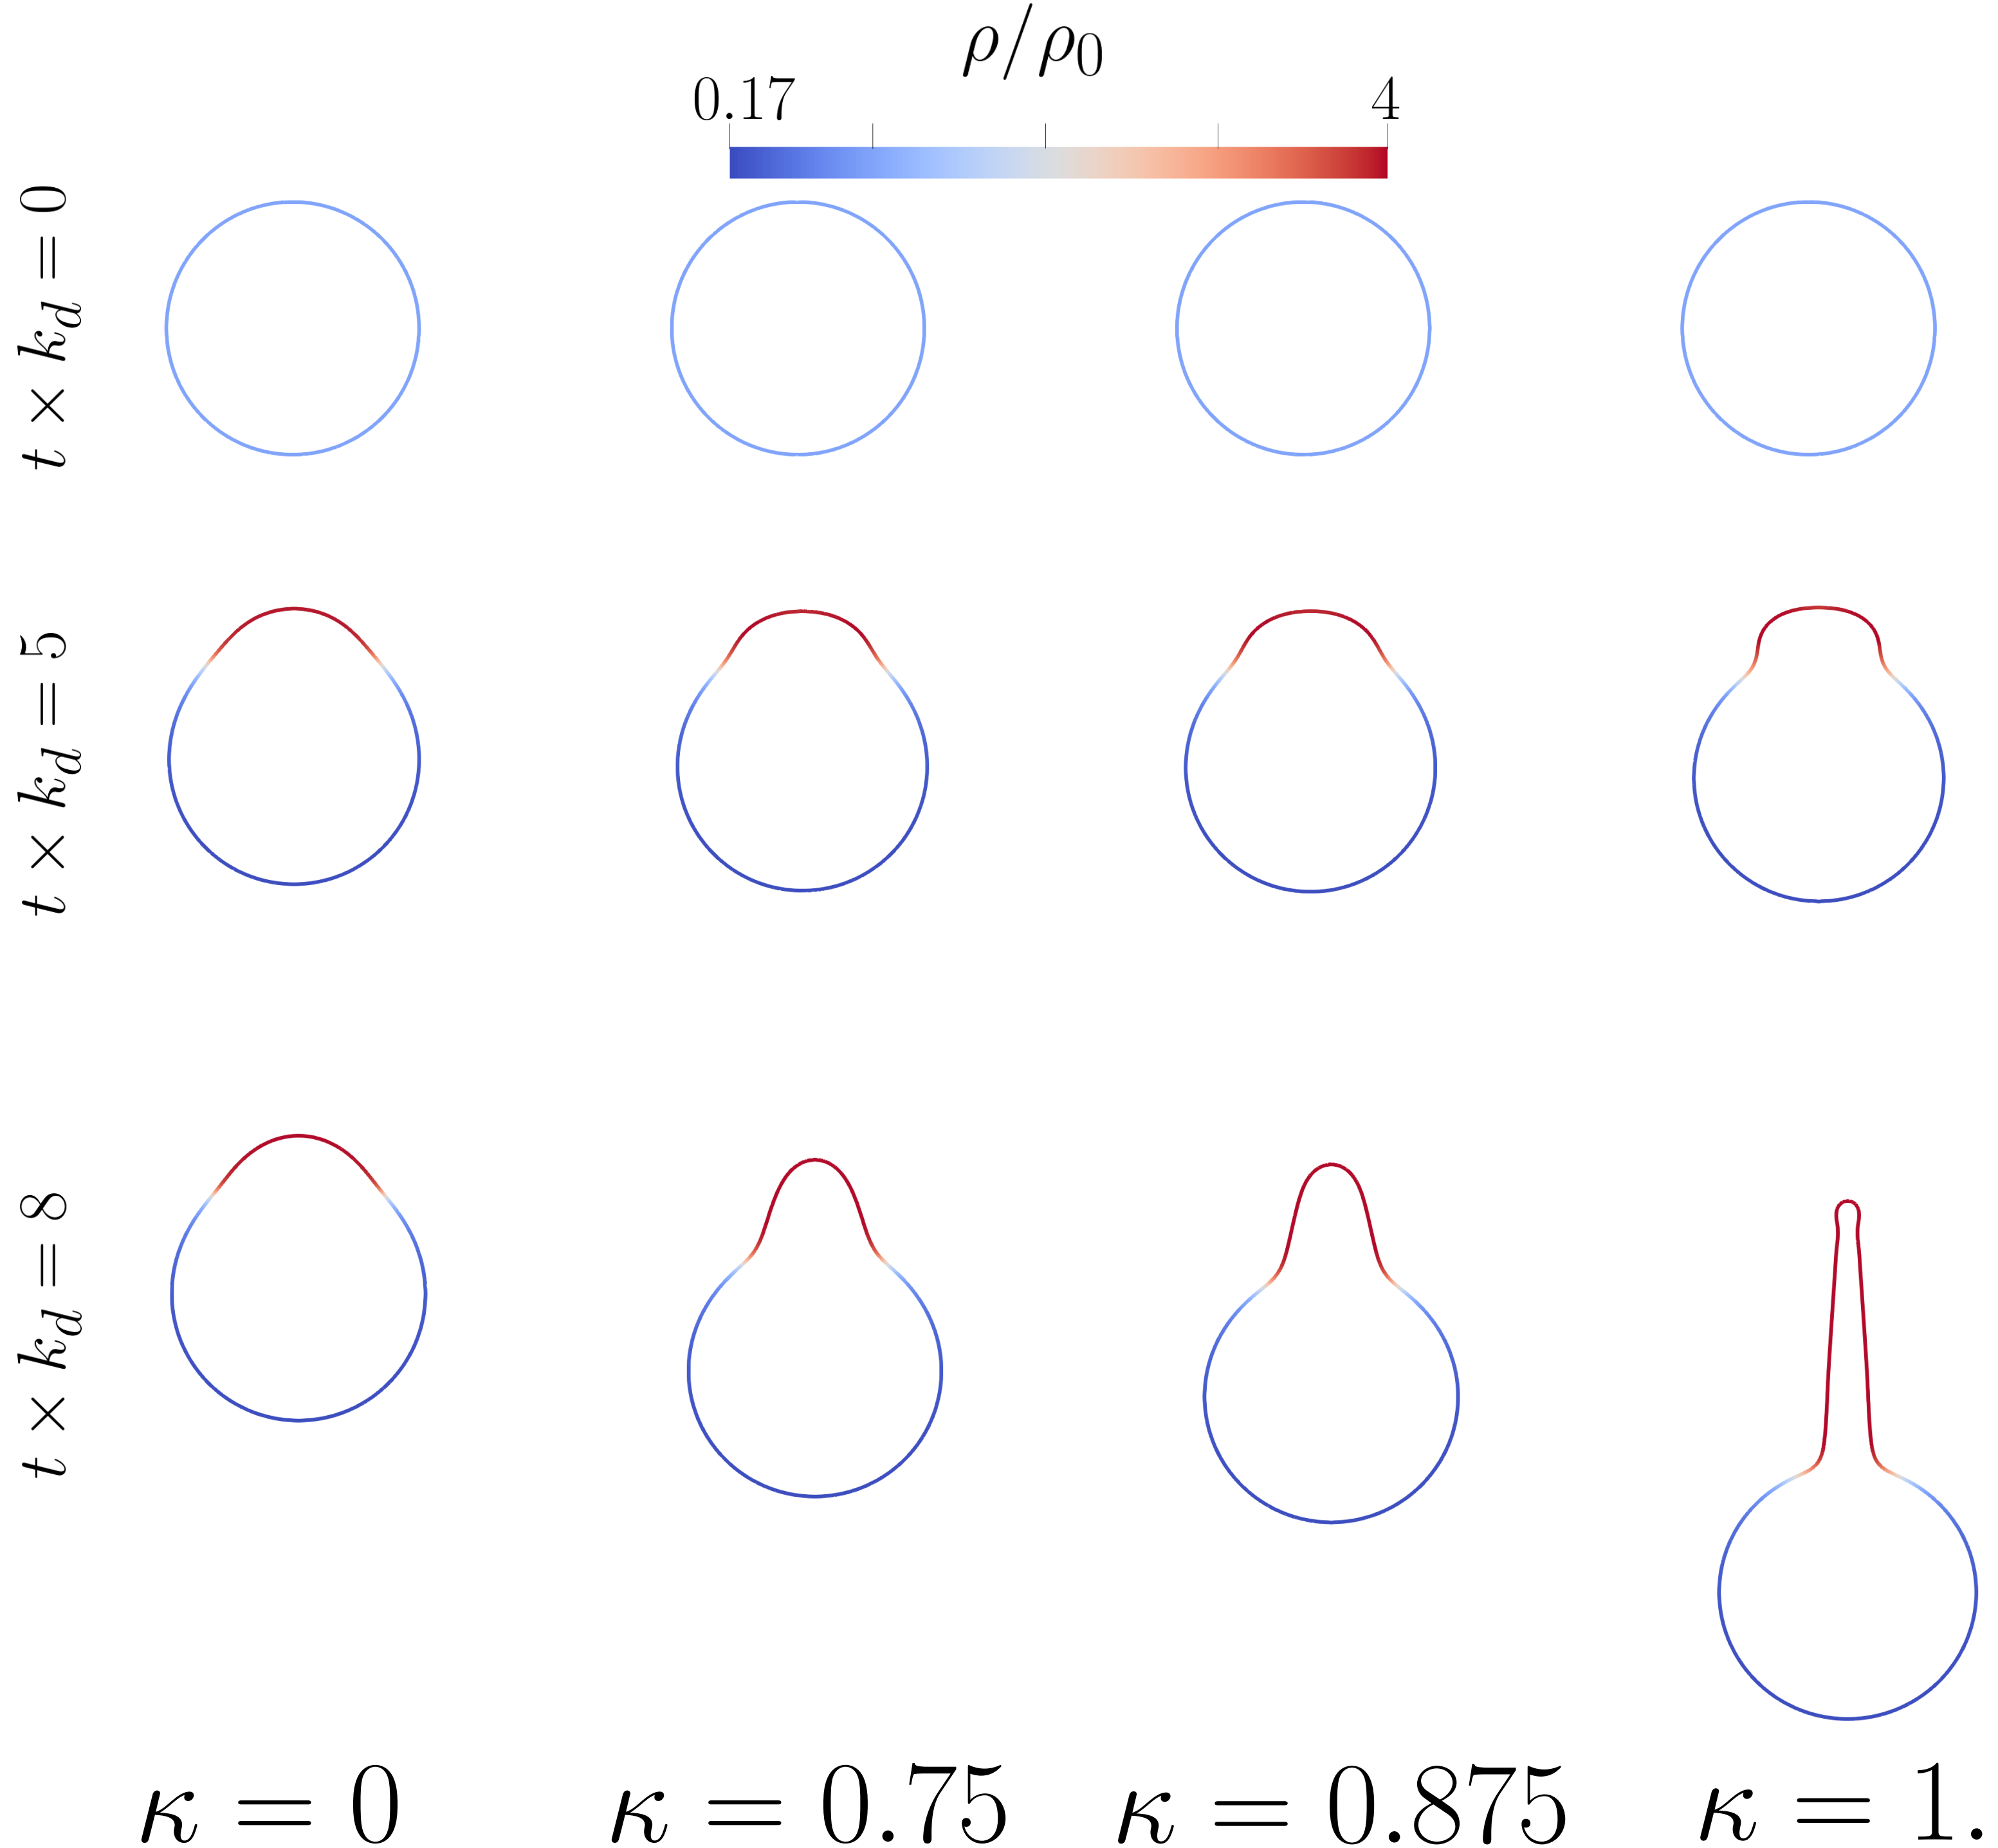 ρ/ρ₀
0.17 4
t × k_d = 0
t × k_d = 5
t × k_d = 8
κ = 0 κ = 0.75 κ = 0.875 κ = 1.